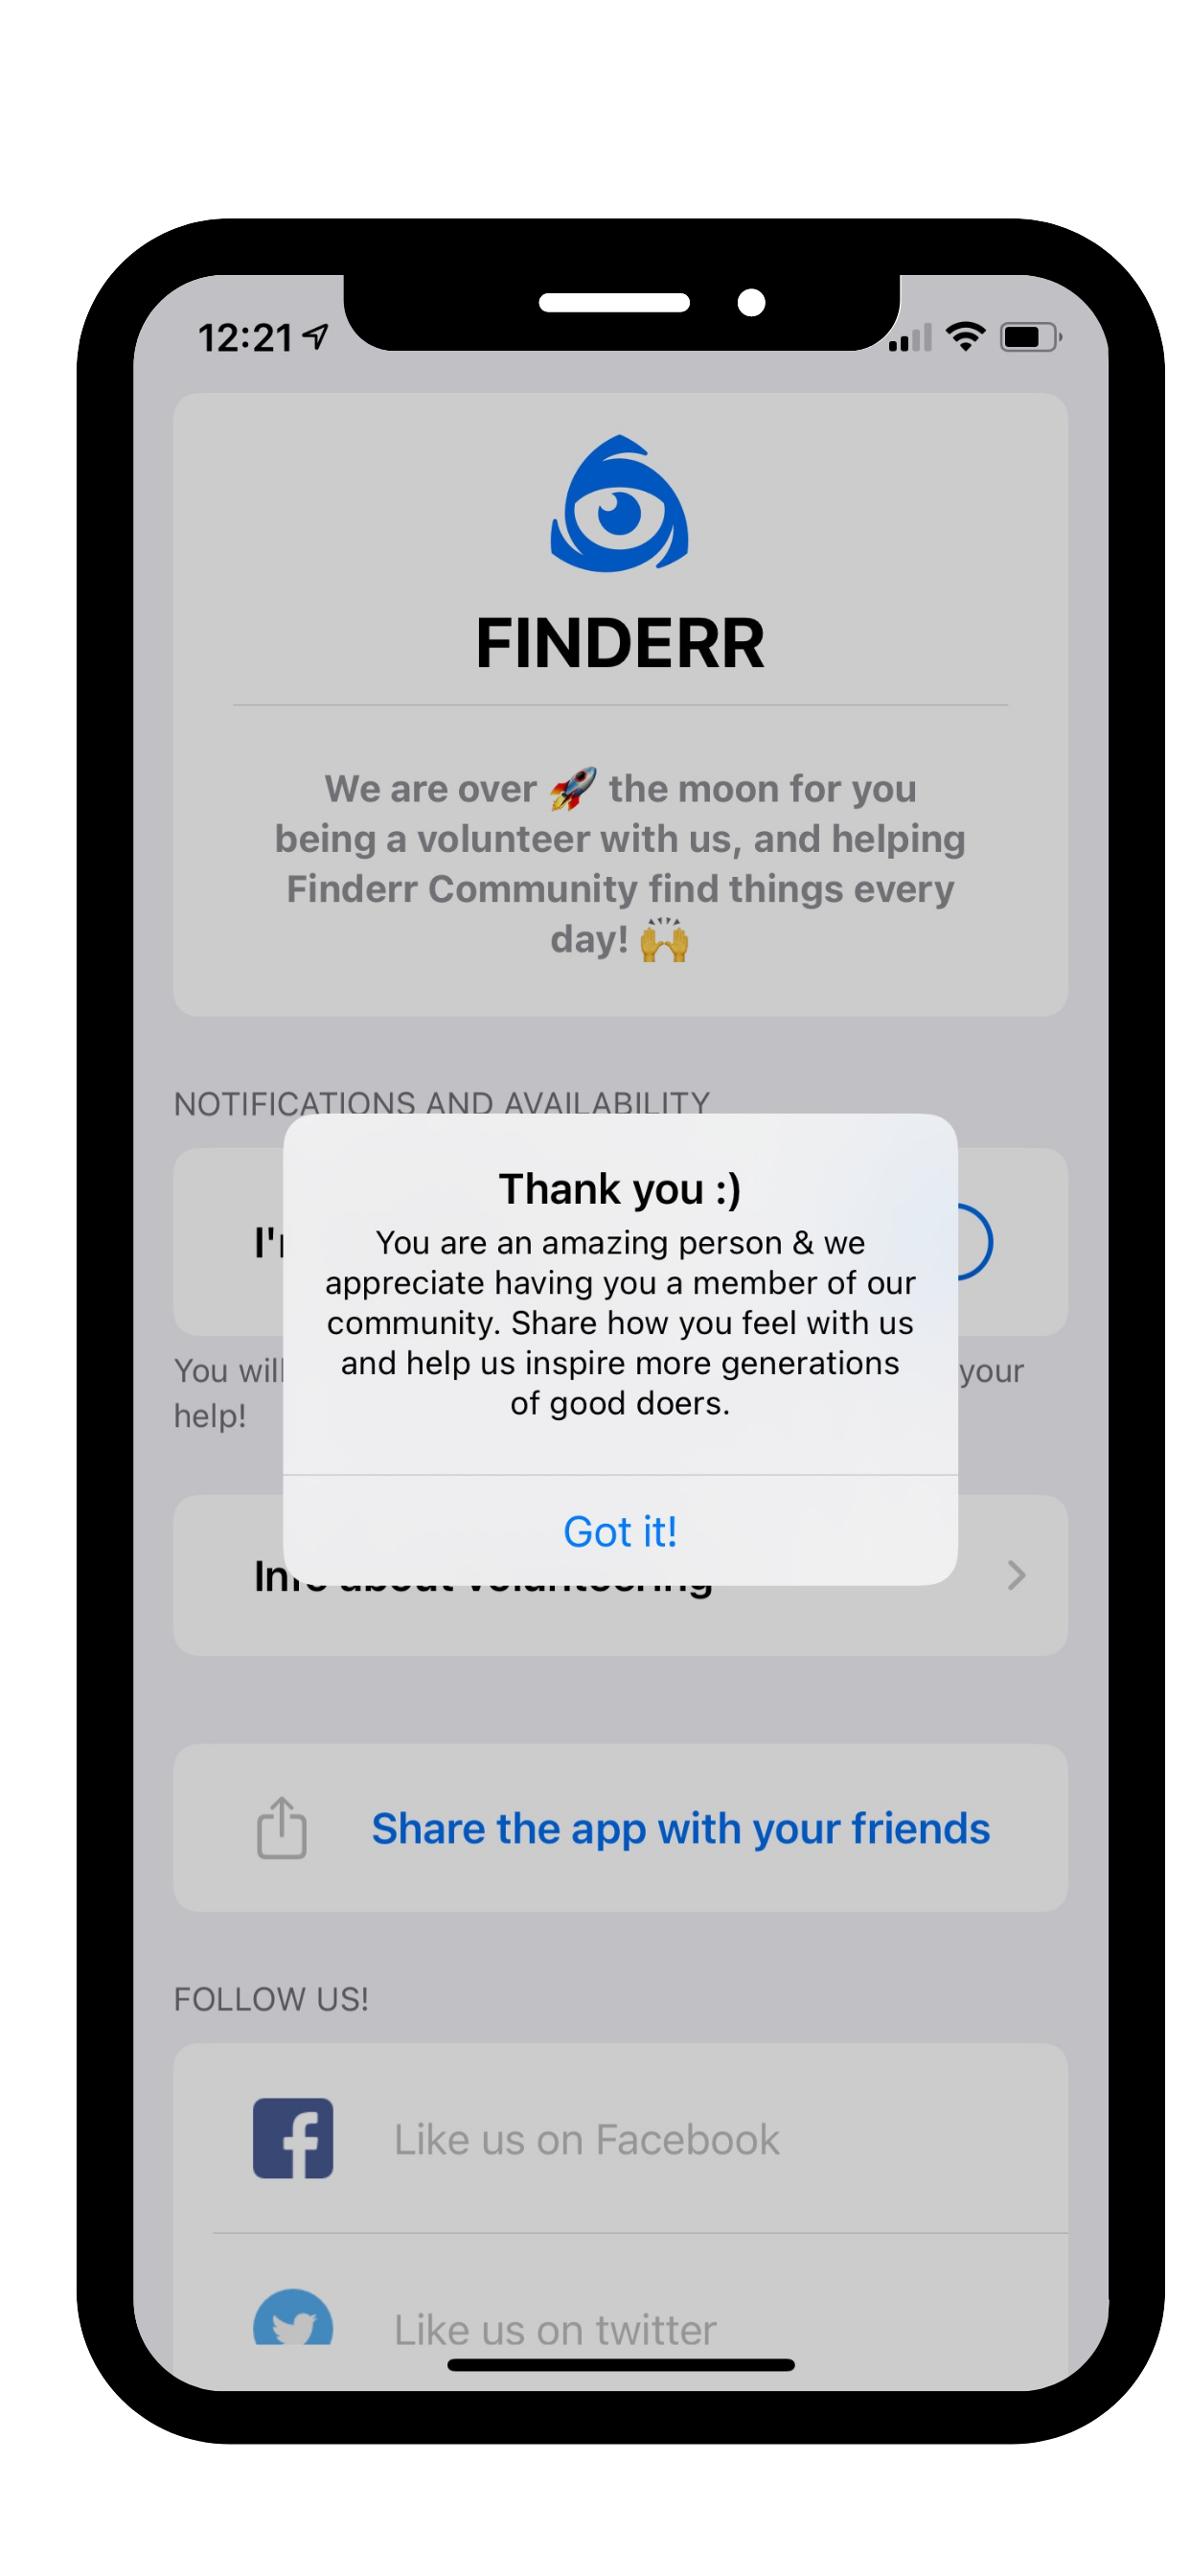 12:21
FINDERR
We are over 🚀 the moon for you
being a volunteer with us, and helping
Finderr Community find things every
day! 🙌
NOTIFICATIONS AND AVAILABILITY
Thank you :)
You are an amazing person & we
appreciate having you a member of our
community. Share how you feel with us
and help us inspire more generations
of good doers.
You will
your
help!
Got it!
Info about volunteering
Share the app with your friends
FOLLOW US!
Like us on Facebook
Like us on twitter